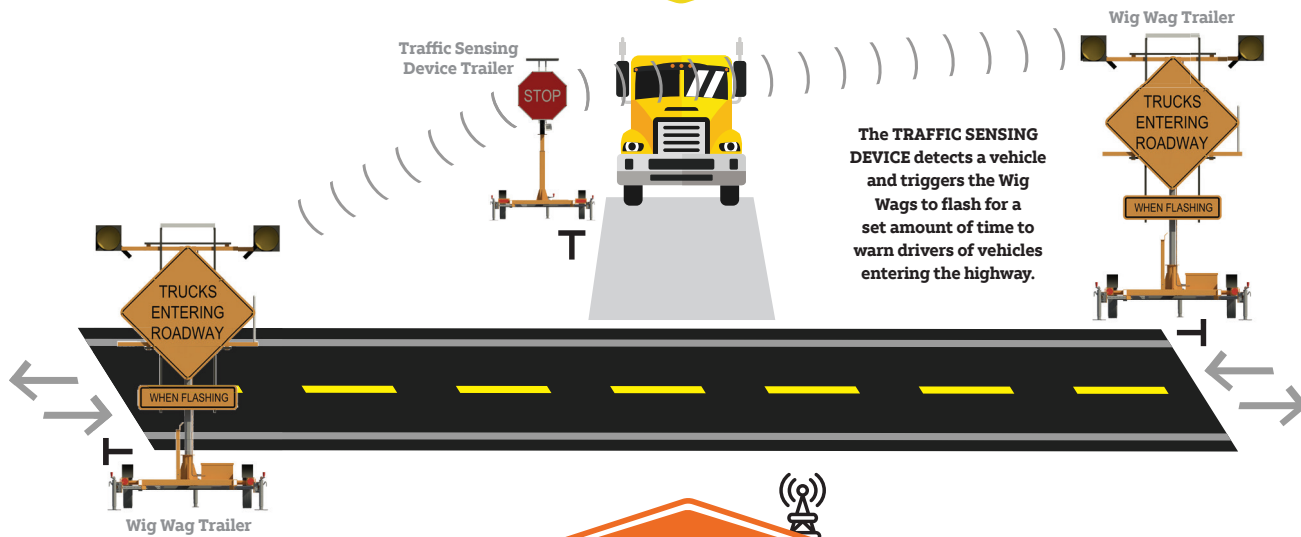 Wig Wag Trailer
Traffic Sensing
Device Trailer
STOP
TRUCKS
ENTERING
ROADWAY
WHEN FLASHING
The TRAFFIC SENSING
DEVICE detects a vehicle
and triggers the Wig
Wags to flash for a
set amount of time to
warn drivers of vehicles
entering the highway.
TRUCKS
ENTERING
ROADWAY
WHEN FLASHING
Wig Wag Trailer